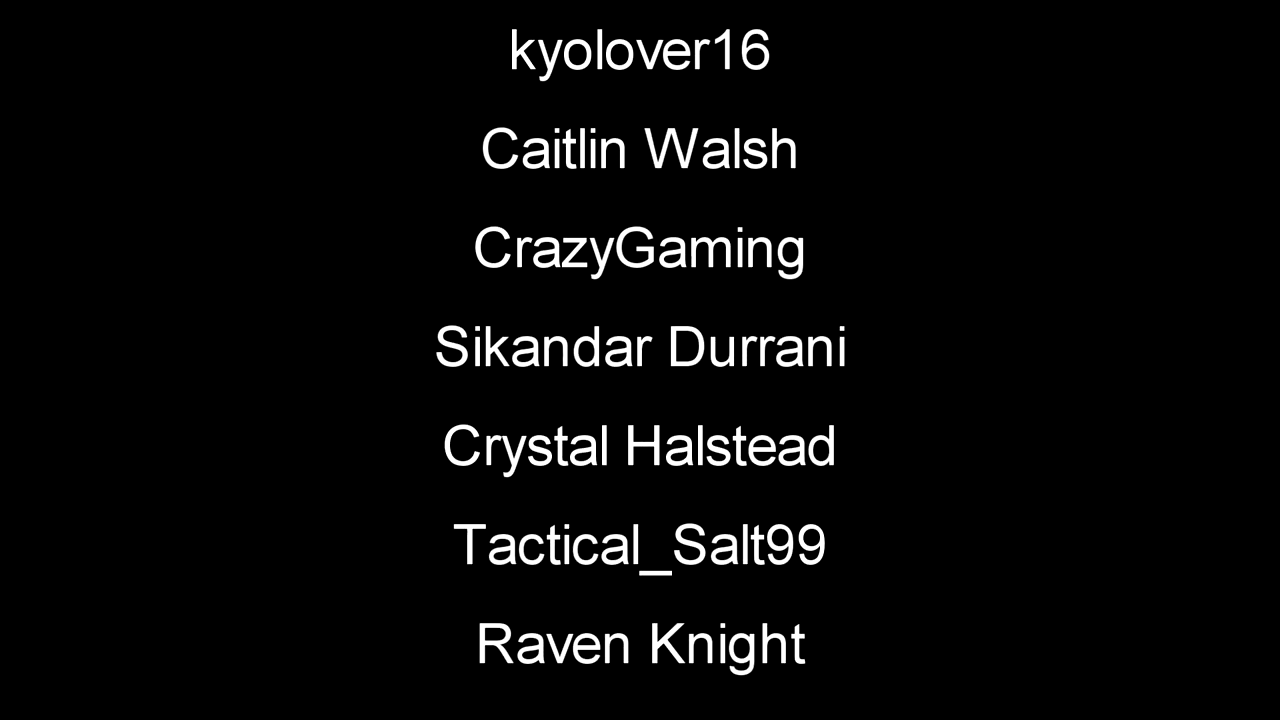 kyolover16
Caitlin Walsh
CrazyGaming
Sikandar Durrani
Crystal Halstead
Tactical_Salt99
Raven Knight